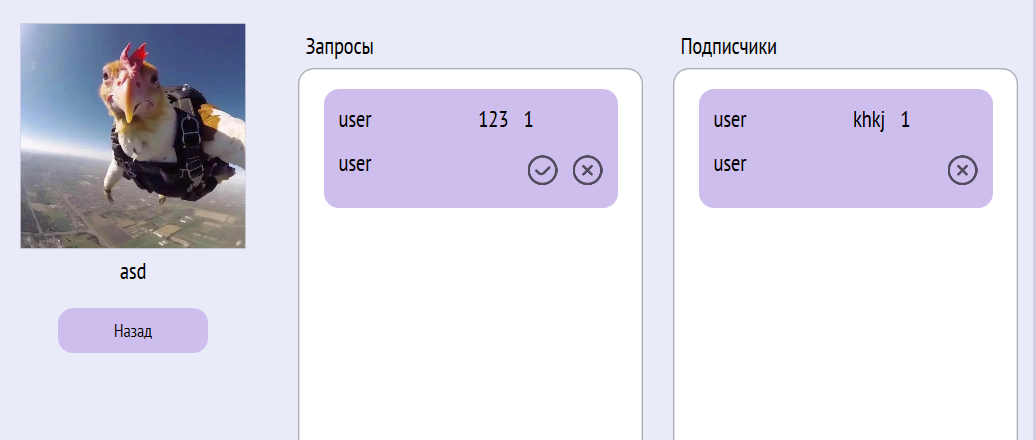 Запросы
user 123 1
user
Подписчики
user khkj 1
user
asd
Назад